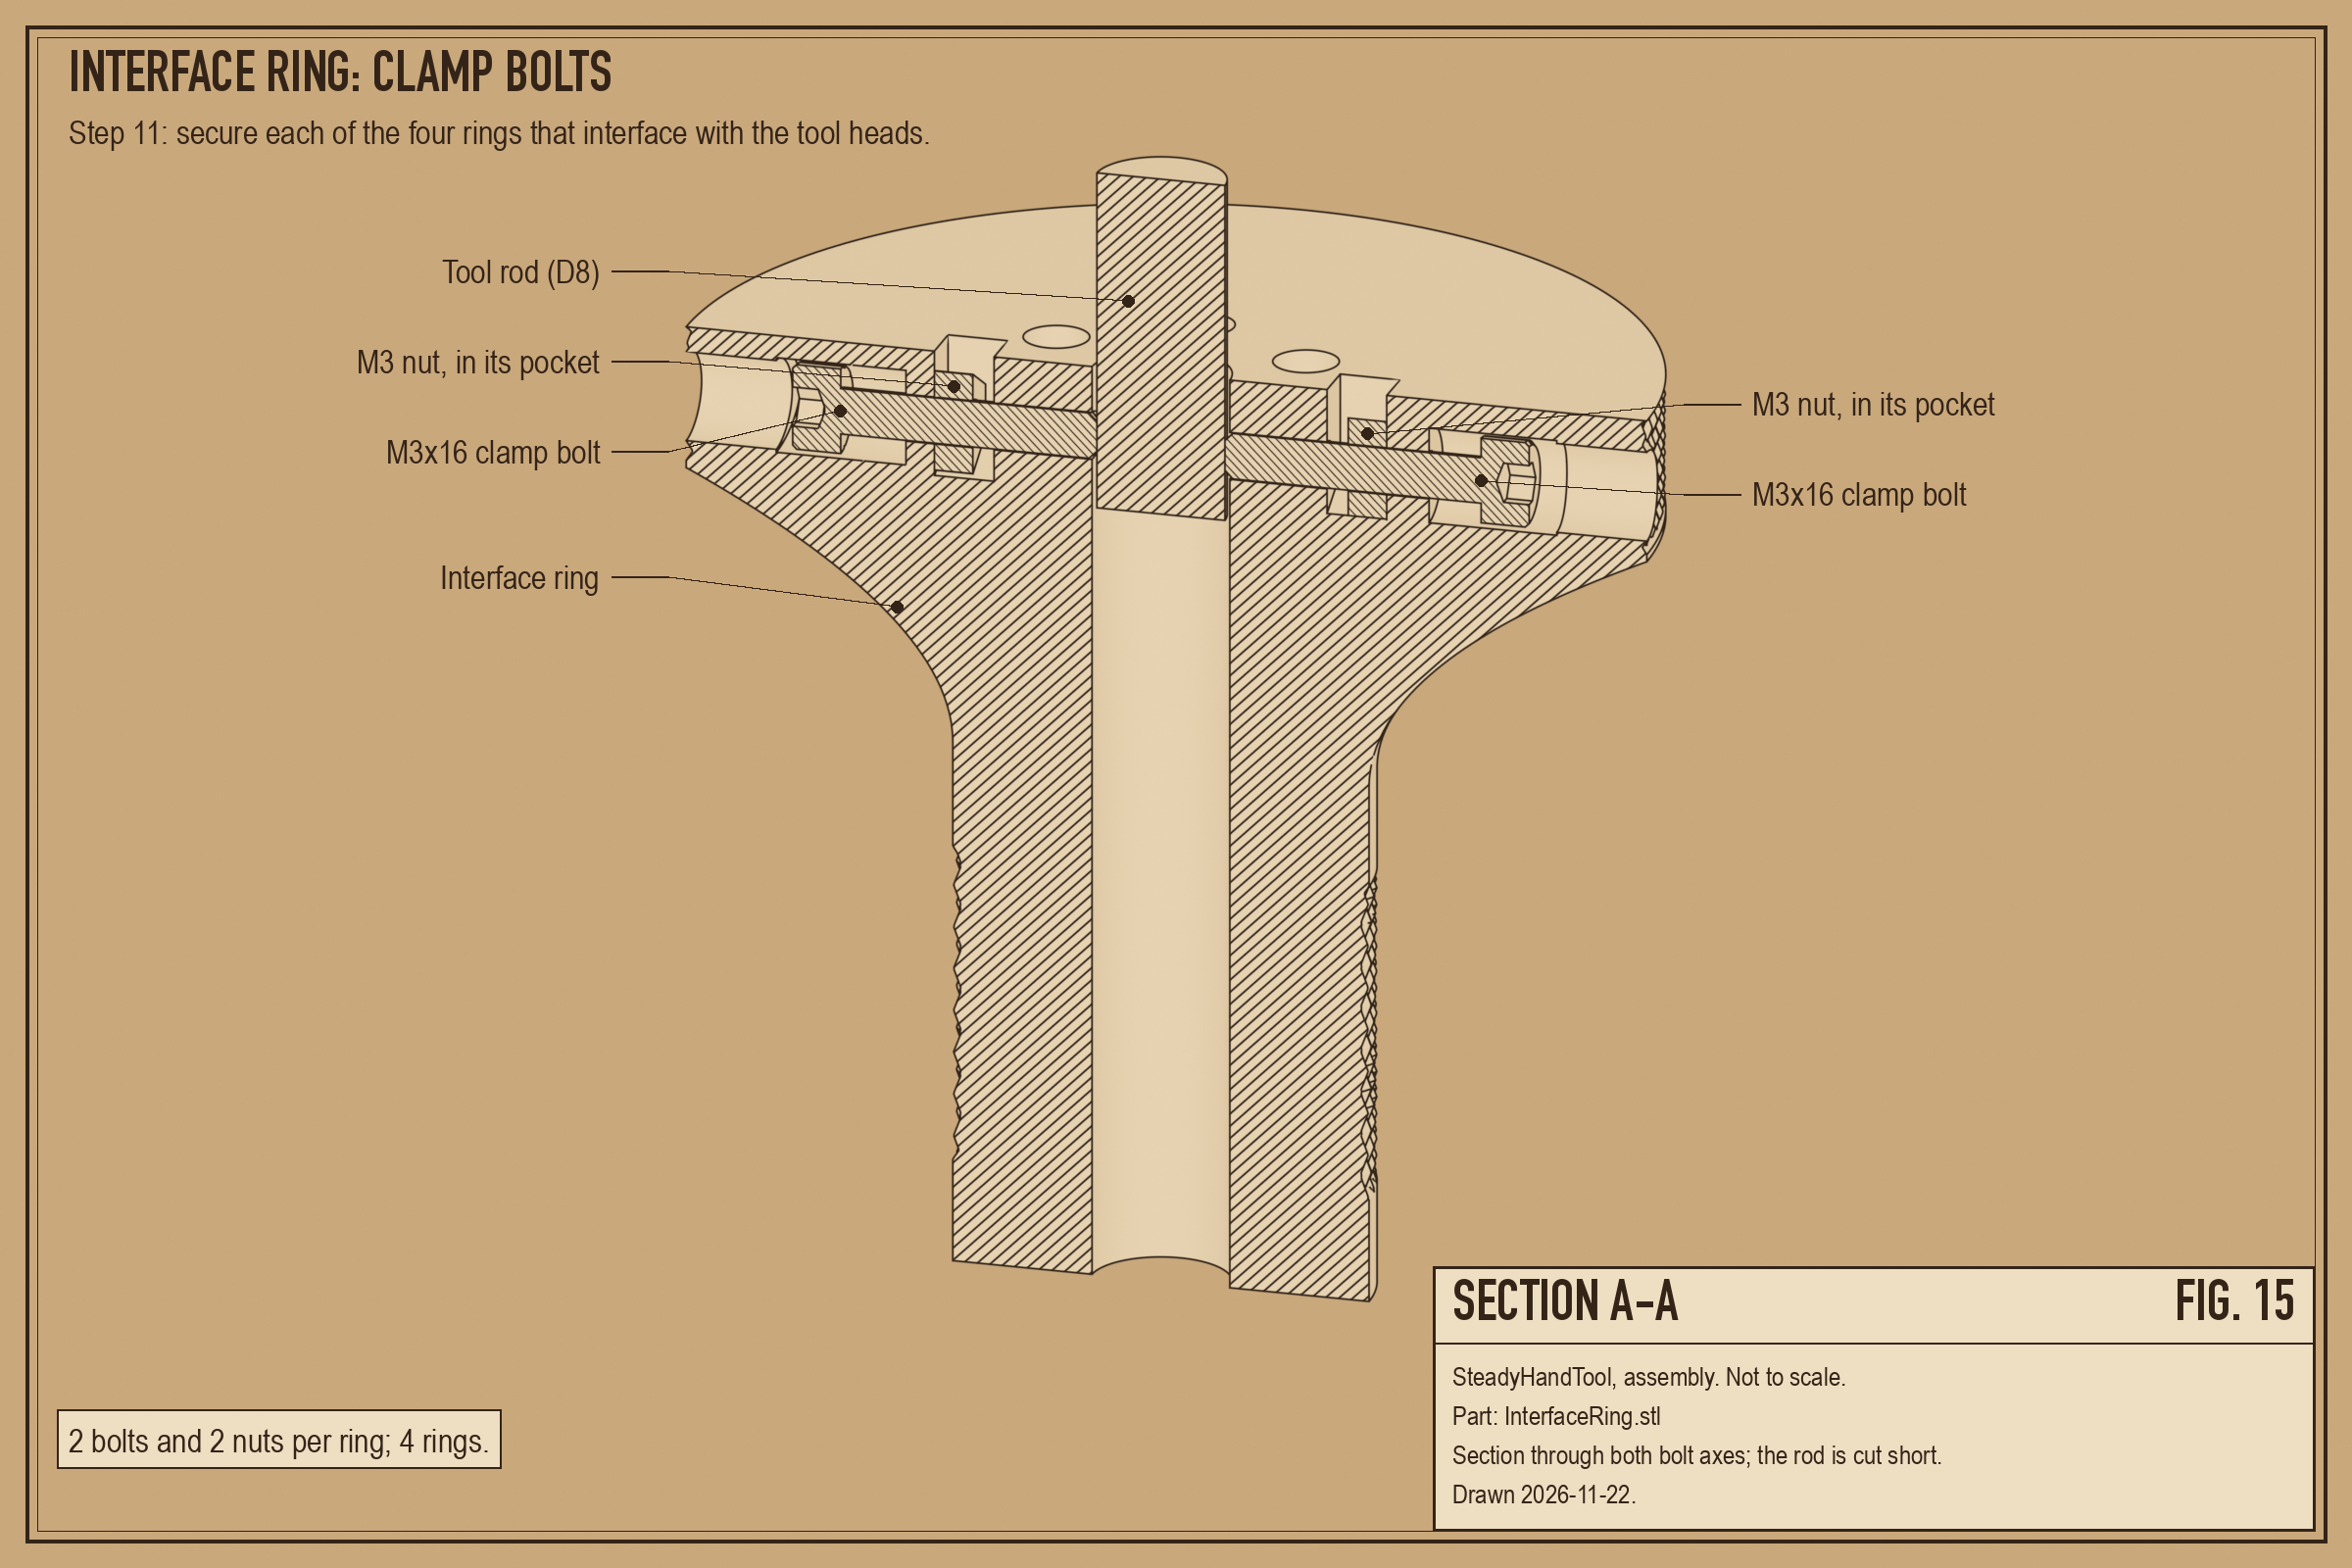 INTERFACE RING: CLAMP BOLTS
Step 11: secure each of the four rings that interface with the tool heads.
Tool rod (D8)
M3 nut, in its pocket
M3x16 clamp bolt
Interface ring
M3 nut, in its pocket
M3x16 clamp bolt
2 bolts and 2 nuts per ring; 4 rings.
SECTION A-A
FIG. 15
SteadyHandTool, assembly. Not to scale.
Part: InterfaceRing.stl
Section through both bolt axes; the rod is cut short.
Drawn 2026-11-22.